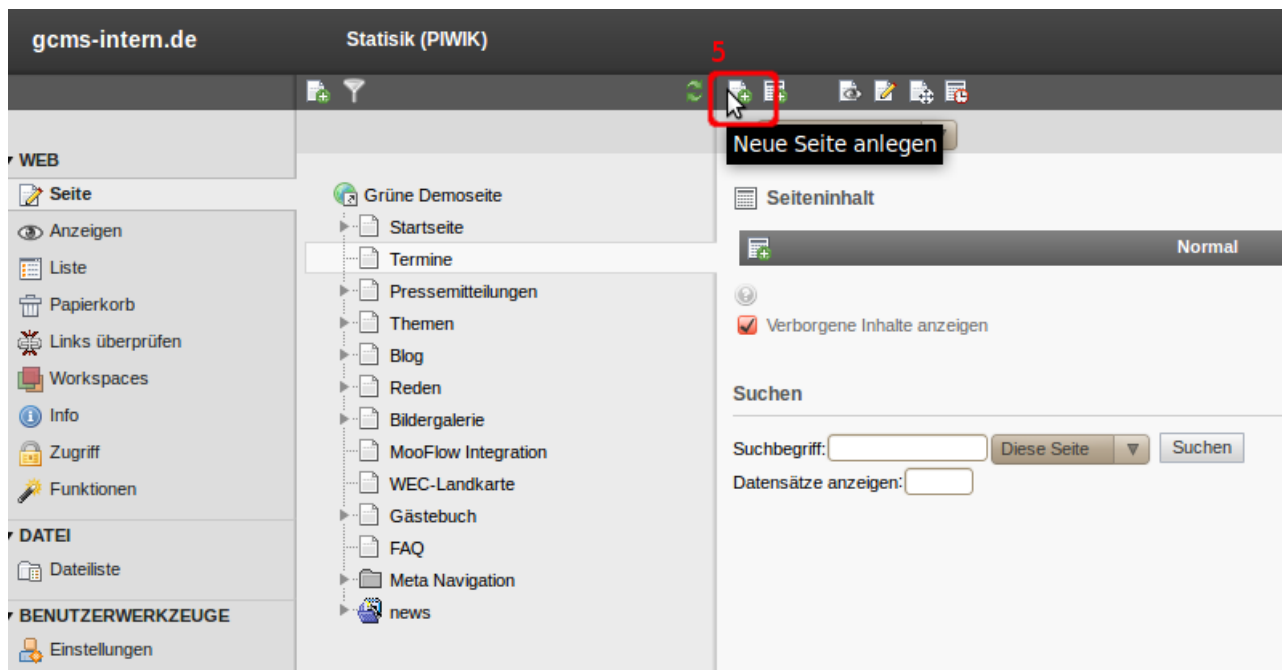 gcms-intern.de
Statisik (PIWIK)
5
Neue Seite anlegen
WEB
Seite
Anzeigen
Liste
Papierkorb
Links überprüfen
Workspaces
Info
Zugriff
Funktionen
DATEI
Dateiliste
BENUTZERWERKZEUGE
Einstellungen
Grüne Demoseite
Startseite
Termine
Pressemitteilungen
Themen
Blog
Reden
Bildergalerie
MooFlow Integration
WEC-Landkarte
Gästebuch
FAQ
Meta Navigation
news
Seiteninhalt
Normal
Verborgene Inhalte anzeigen
Suchen
Suchbegriff: Diese Seite Suchen
Datensätze anzeigen: